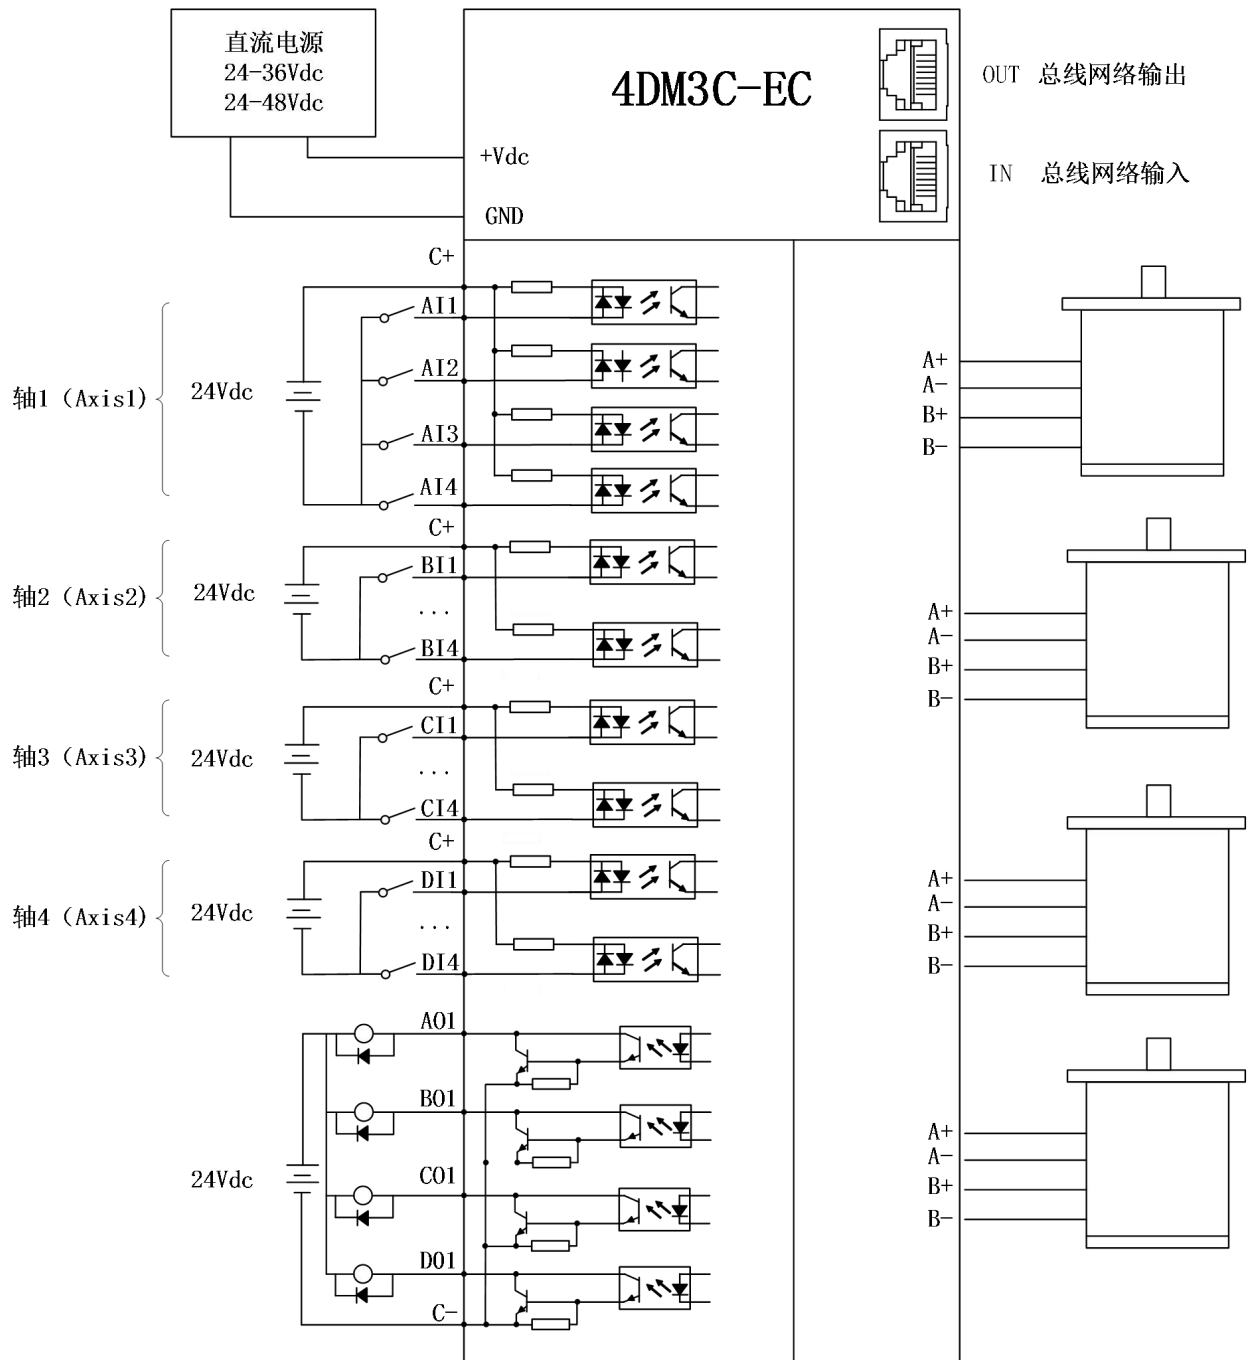 直流电源
24-36Vdc
24-48Vdc
4DM3C-EC
OUT 总线网络输出
IN 总线网络输入
+Vdc
GND
C+
AI1
AI2
AI3
AI4
轴1（Axis1）
24Vdc
A+
A-
B+
B-
C+
BI1
...
BI4
轴2（Axis2）
24Vdc
A+
A-
B+
B-
C+
CI1
...
CI4
轴3（Axis3）
24Vdc
A+
A-
B+
B-
C+
DI1
...
DI4
轴4（Axis4）
24Vdc
A+
A-
B+
B-
AO1
BO1
24Vdc
CO1
DO1
C-